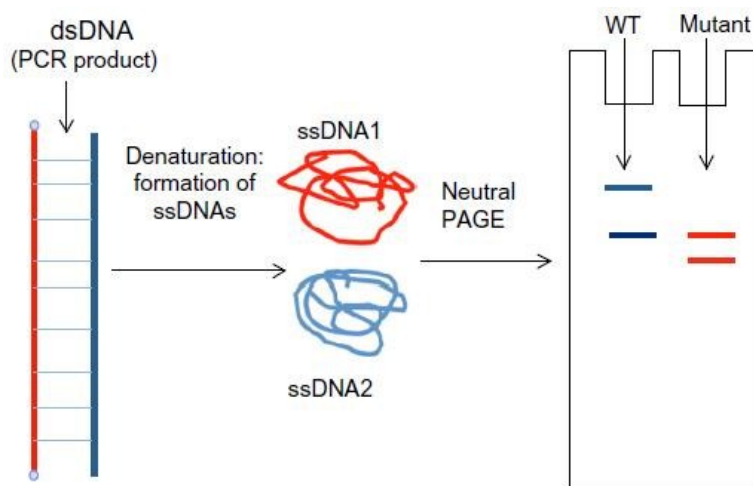 dsDNA
(PCR product)
Denaturation:
formation of
ssDNAs
ssDNA1
ssDNA2
Neutral
PAGE
WT
Mutant